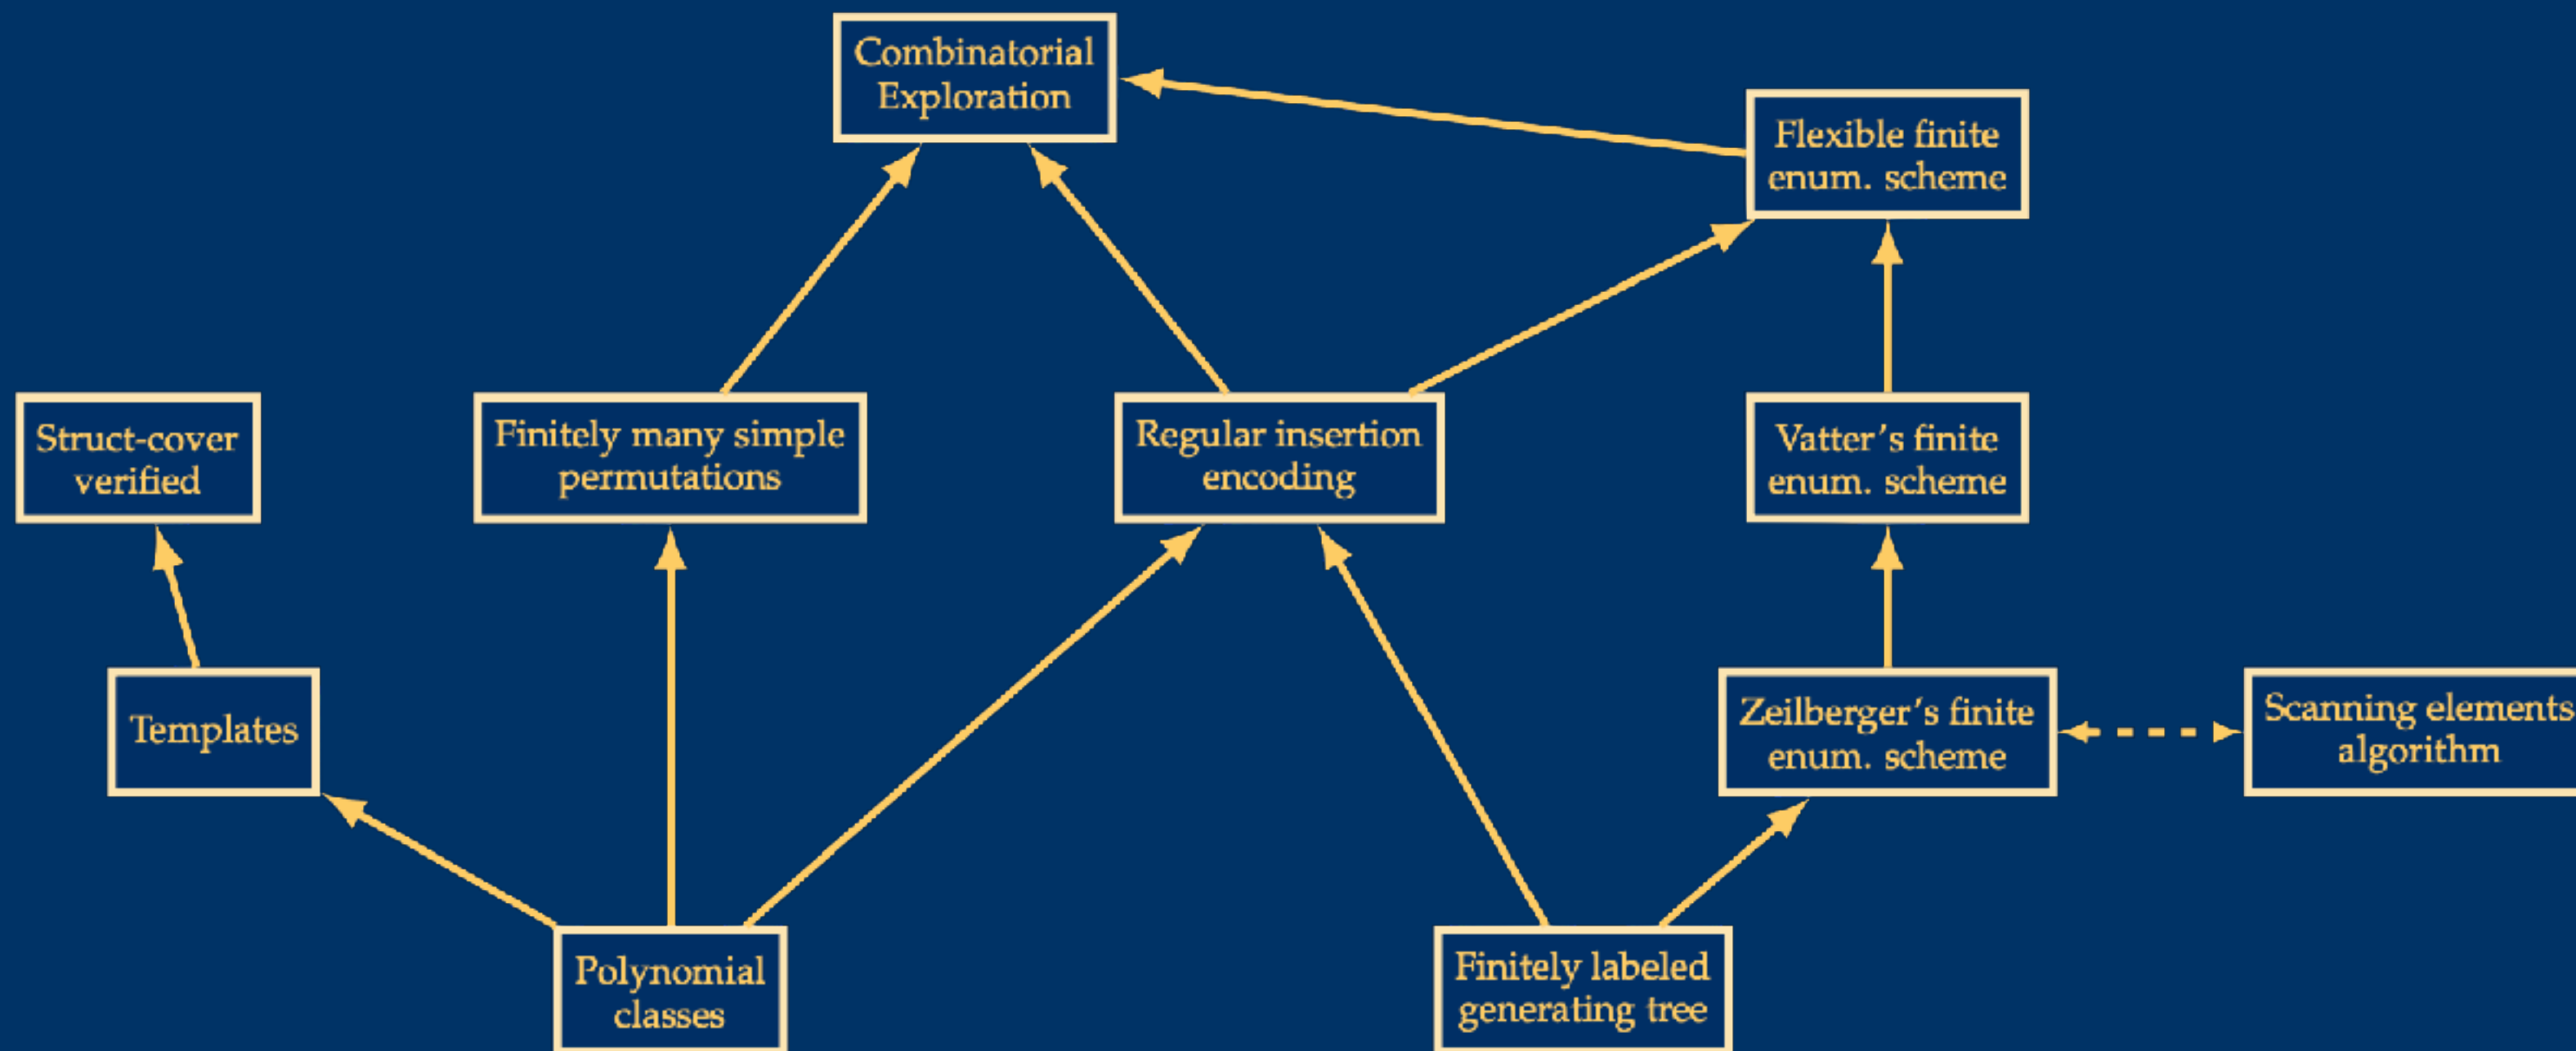 Combinatorial
Exploration
Flexible finite
enum. scheme
Struct-cover
verified
Finitely many simple
permutations
Regular insertion
encoding
Vatter's finite
enum. scheme
Templates
Zeilberger's finite
enum. scheme
Scanning elements
algorithm
Polynomial
classes
Finitely labeled
generating tree